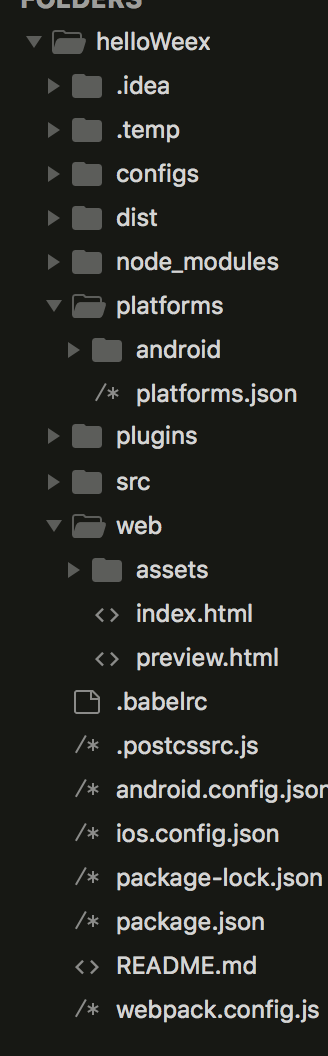 FOLDERS
helloWeex
.idea
.temp
configs
dist
node_modules
platforms
android
platforms.json
plugins
src
web
assets
index.html
preview.html
.babelrc
.postcssrc.js
android.config.json
ios.config.json
package-lock.json
package.json
README.md
webpack.config.js